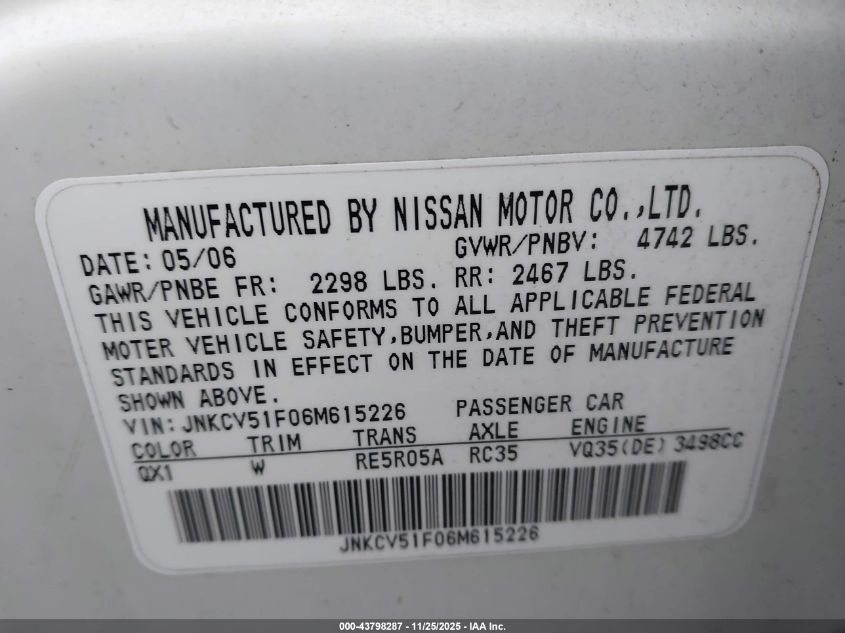 MANUFACTURED BY NISSAN MOTOR CO.,LTD.
DATE: 05/06 GVWR/PNBV: 4742 LBS.
GAWR/PNBE FR: 2298 LBS. RR: 2467 LBS.
THIS VEHICLE CONFORMS TO ALL APPLICABLE FEDERAL
MOTER VEHICLE SAFETY,BUMPER,AND THEFT PREVENTION
STANDARDS IN EFFECT ON THE DATE OF MANUFACTURE
SHOWN ABOVE.
VIN: JNKCV51F06M615226 PASSENGER CAR
COLOR TRIM TRANS AXLE ENGINE
QX1 W RE5R05A RC35 VQ35(DE) 3498CC
JNKCV51F06M615226
000-43798287 - 11/25/2025 - IAA Inc.